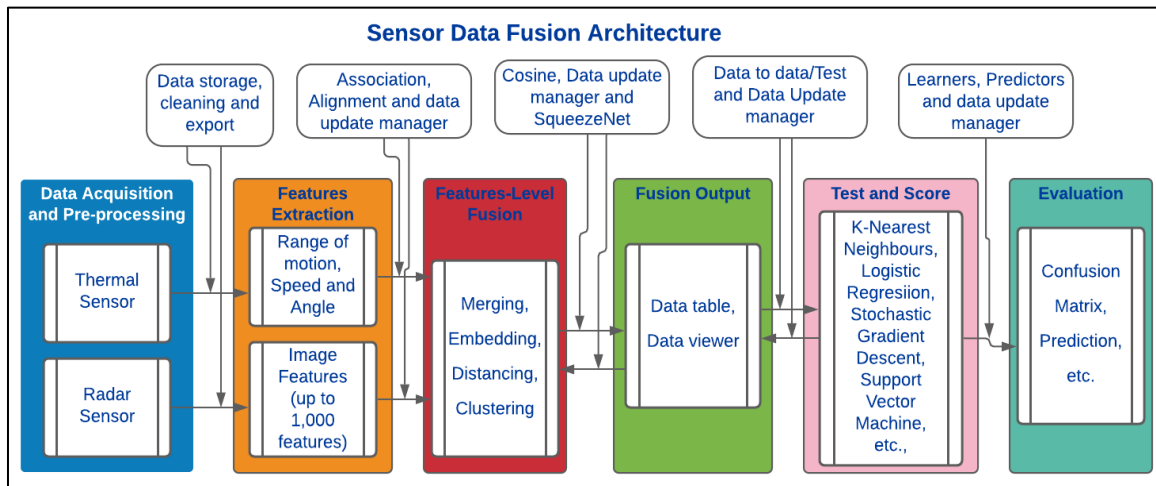 Sensor Data Fusion Architecture
Data storage,
cleaning and
export
Association,
Alignment and data
update manager
Cosine, Data update
manager and
SqueezeNet
Data to data/Test
and Data Update
manager
Learners, Predictors
and data update
manager
Data Acquisition
and Pre-processing
Thermal
Sensor
Radar
Sensor
Features
Extraction
Range of
motion,
Speed and
Angle
Image
Features
(up to
1,000
features)
Features-Level
Fusion
Merging,
Embedding,
Distancing,
Clustering
Fusion Output
Data table,
Data viewer
Test and Score
K-Nearest
Neighbours,
Logistic
Regresiion,
Stochastic
Gradient
Descent,
Support
Vector
Machine,
etc.,
Evaluation
Confusion
Matrix,
Prediction,
etc.